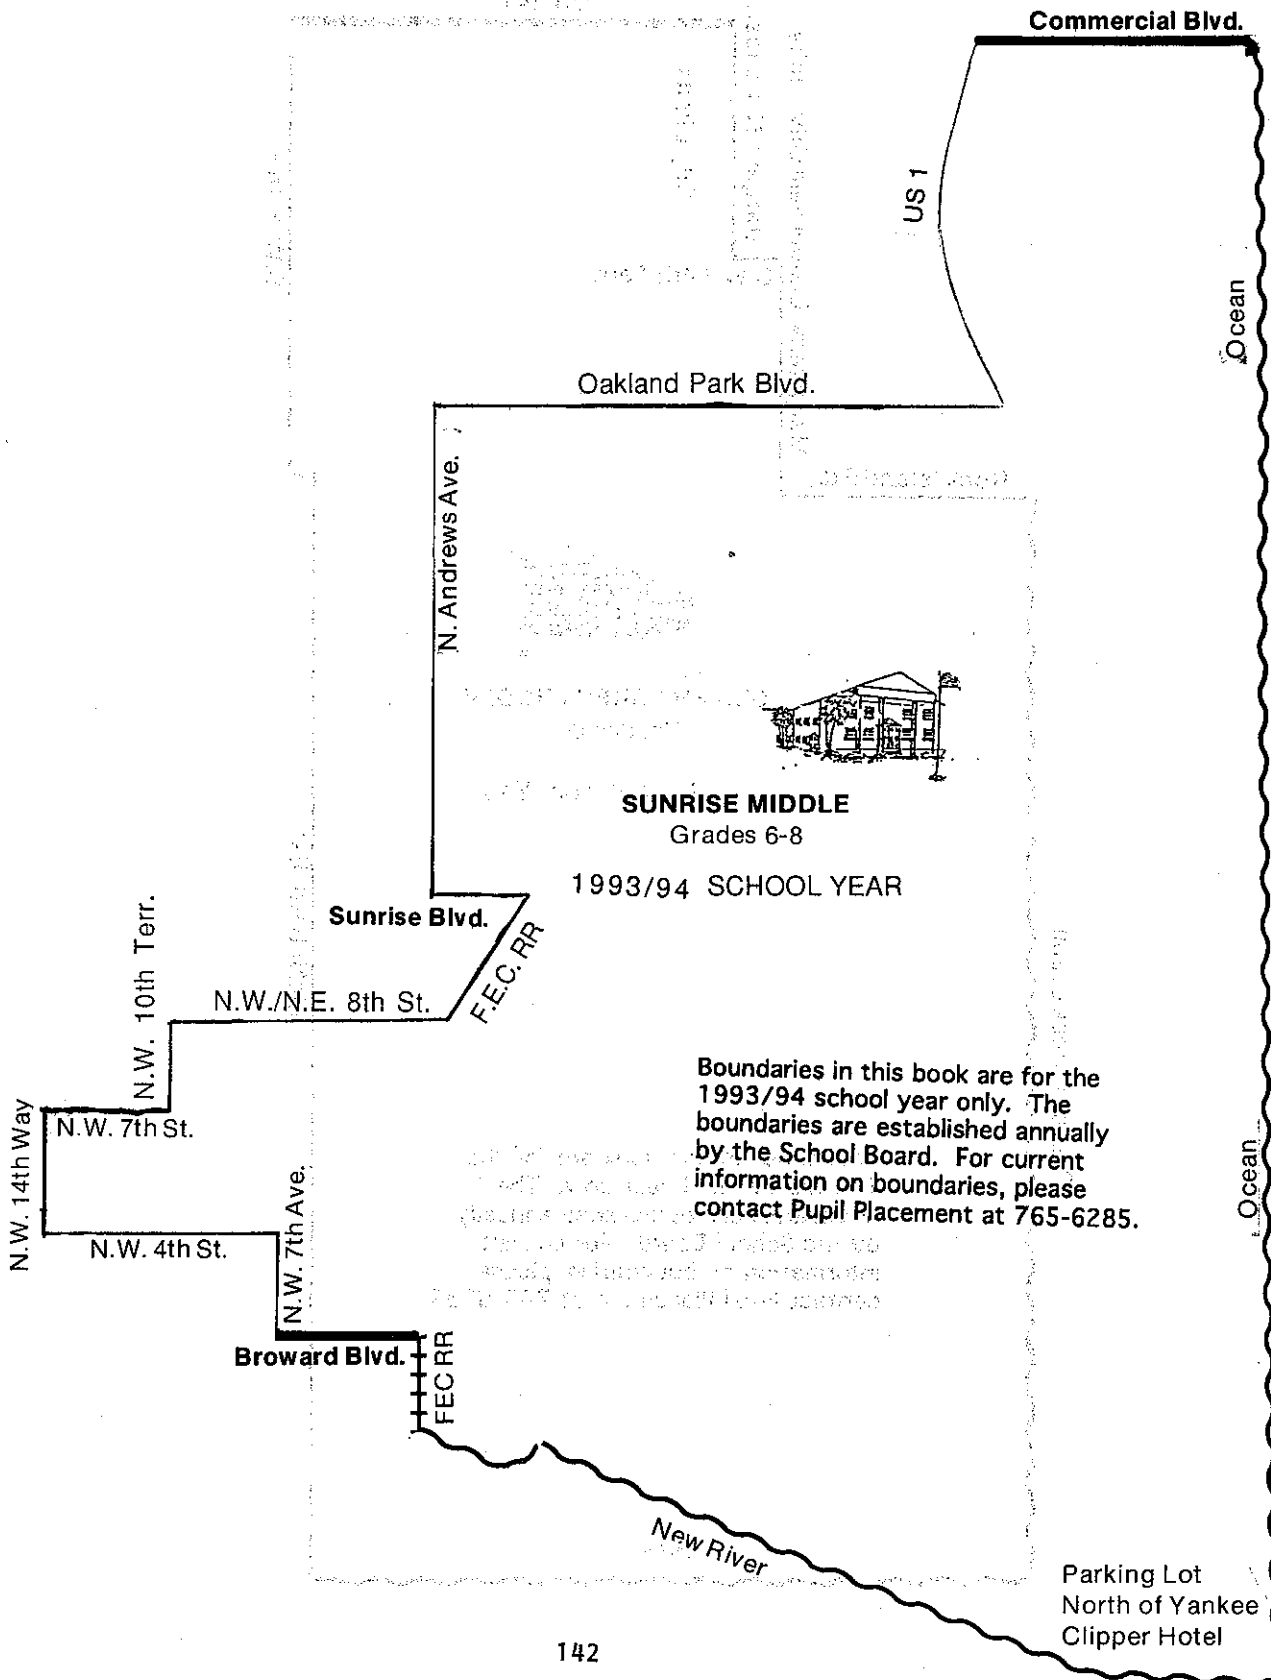 Commercial Blvd.
US 1
Ocean
Oakland Park Blvd.
N. Andrews Ave.
SUNRISE MIDDLE
Grades 6-8
1993/94 SCHOOL YEAR
Sunrise Blvd.
F.E.C. RR
N.W. 10th Terr.
N.W./N.E. 8th St.
Boundaries in this book are for the
1993/94 school year only. The
boundaries are established annually
by the School Board. For current
information on boundaries, please
contact Pupil Placement at 765-6285.
N.W. 14th Way
N.W. 7th St.
Ocean
N.W. 4th St.
N.W. 7th Ave.
Broward Blvd.
FEC RR
New River
Parking Lot
North of Yankee
Clipper Hotel
142